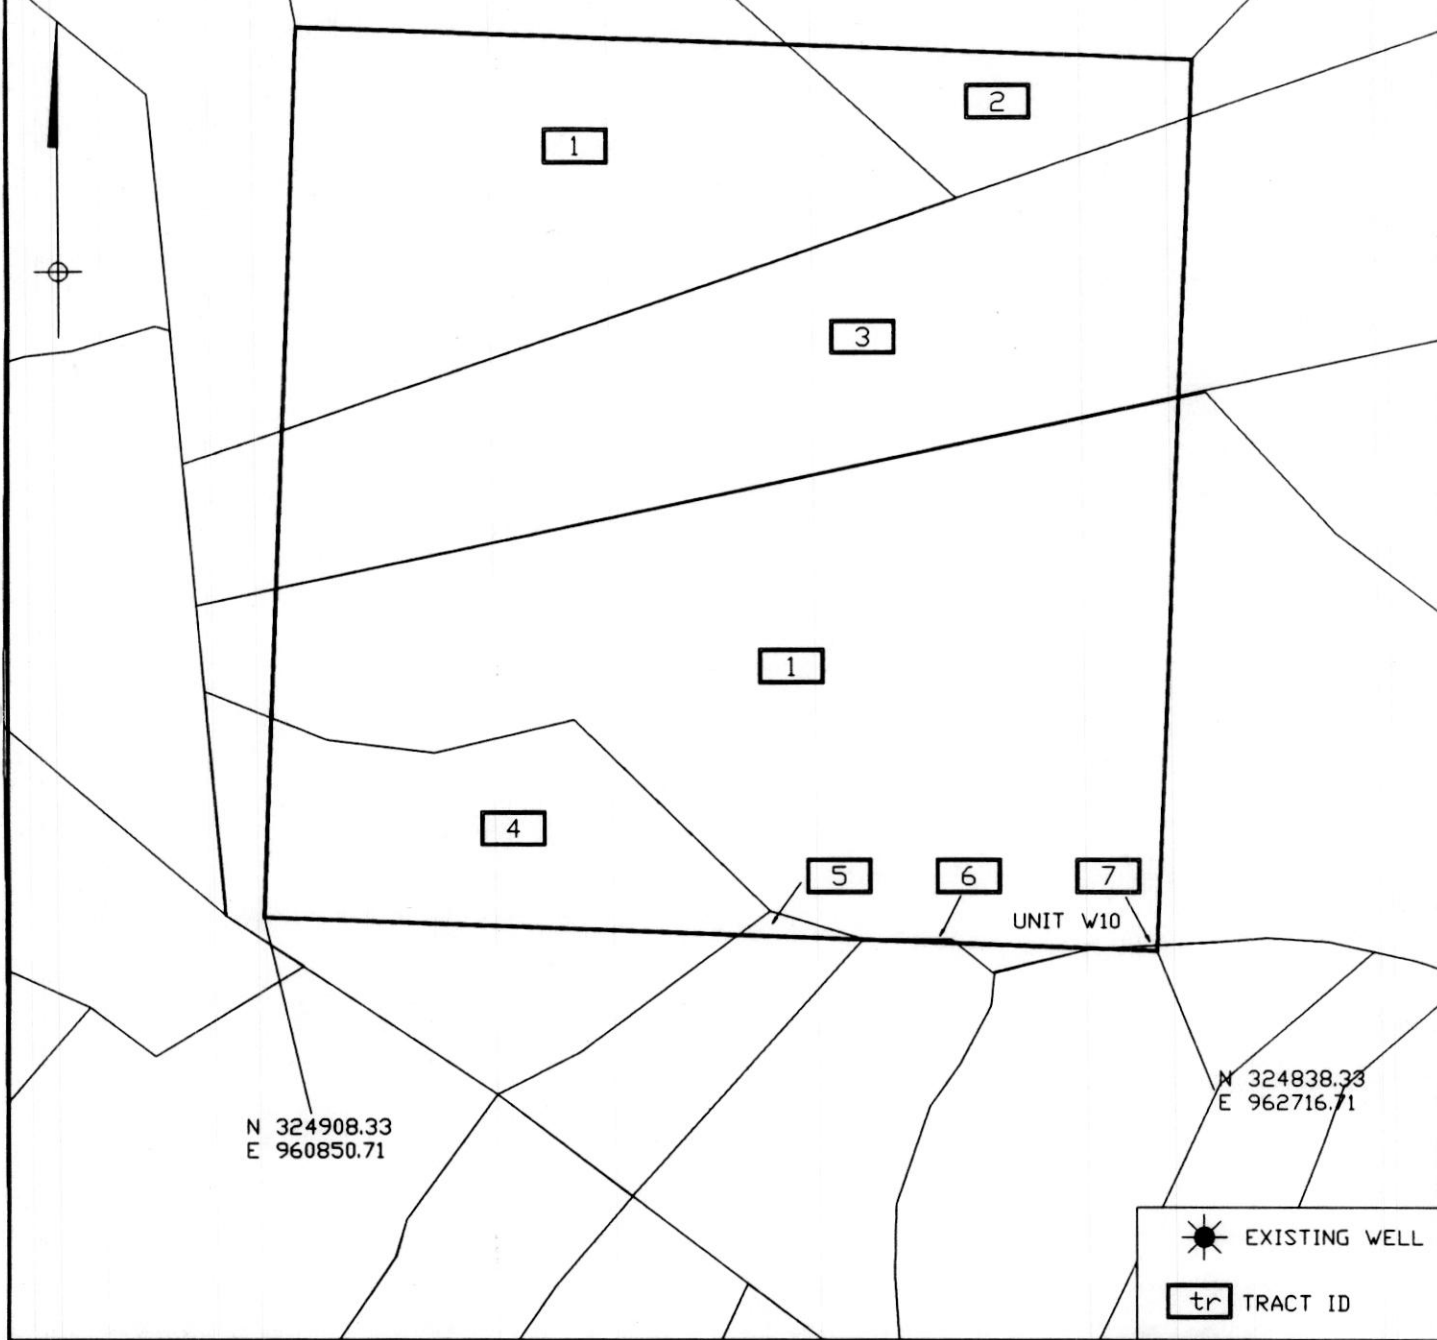 2
1
3
1
4
5
6
7
UNIT W10
N 324838.33
E 962716.71
N 324908.33
E 960850.71
EXISTING WELL
tr TRACT ID